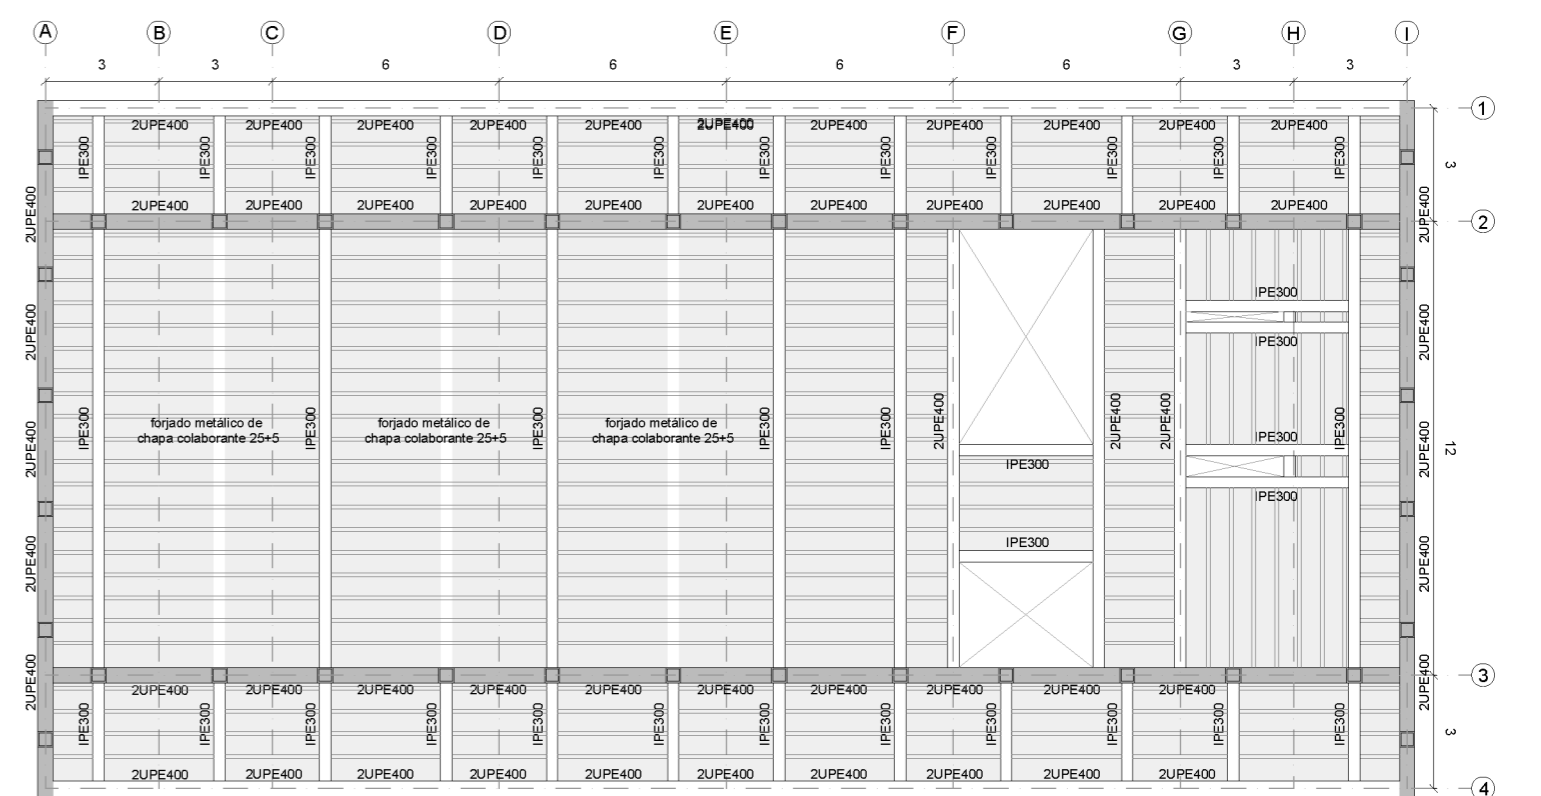 A B C D E F G H I
3 3 6 6 6 6 3 3
1
2UPE400 2UPE400 2UPE400 2UPE400 2UPE400 2UPE400 2UPE400 2UPE400 2UPE400 2UPE400 2UPE400
IPE300 IPE300 IPE300 IPE300 IPE300 IPE300 IPE300 IPE300 IPE300 IPE300 IPE300 IPE300
3
2UPE400 2UPE400 2UPE400 2UPE400 2UPE400 2UPE400 2UPE400 2UPE400 2UPE400 2UPE400 2UPE400
2UPE400 2UPE400
2
IPE300
2UPE400 2UPE400
IPE300
forjado metálico de
chapa colaborante 25+5
forjado metálico de
chapa colaborante 25+5
forjado metálico de
chapa colaborante 25+5
IPE300 IPE300 IPE300 IPE300 IPE300 2UPE400 2UPE400 2UPE400 IPE300
IPE300
2UPE400 2UPE400
12
IPE300
IPE300
IPE300
2UPE400 2UPE400
2UPE400 2UPE400
3
2UPE400 2UPE400 2UPE400 2UPE400 2UPE400 2UPE400 2UPE400 2UPE400 2UPE400 2UPE400
IPE300 IPE300 IPE300 IPE300 IPE300 IPE300 IPE300 IPE300 IPE300 IPE300 IPE300 IPE300
3
2UPE400 2UPE400 2UPE400 2UPE400 2UPE400 2UPE400 2UPE400 2UPE400 2UPE400 2UPE400
4